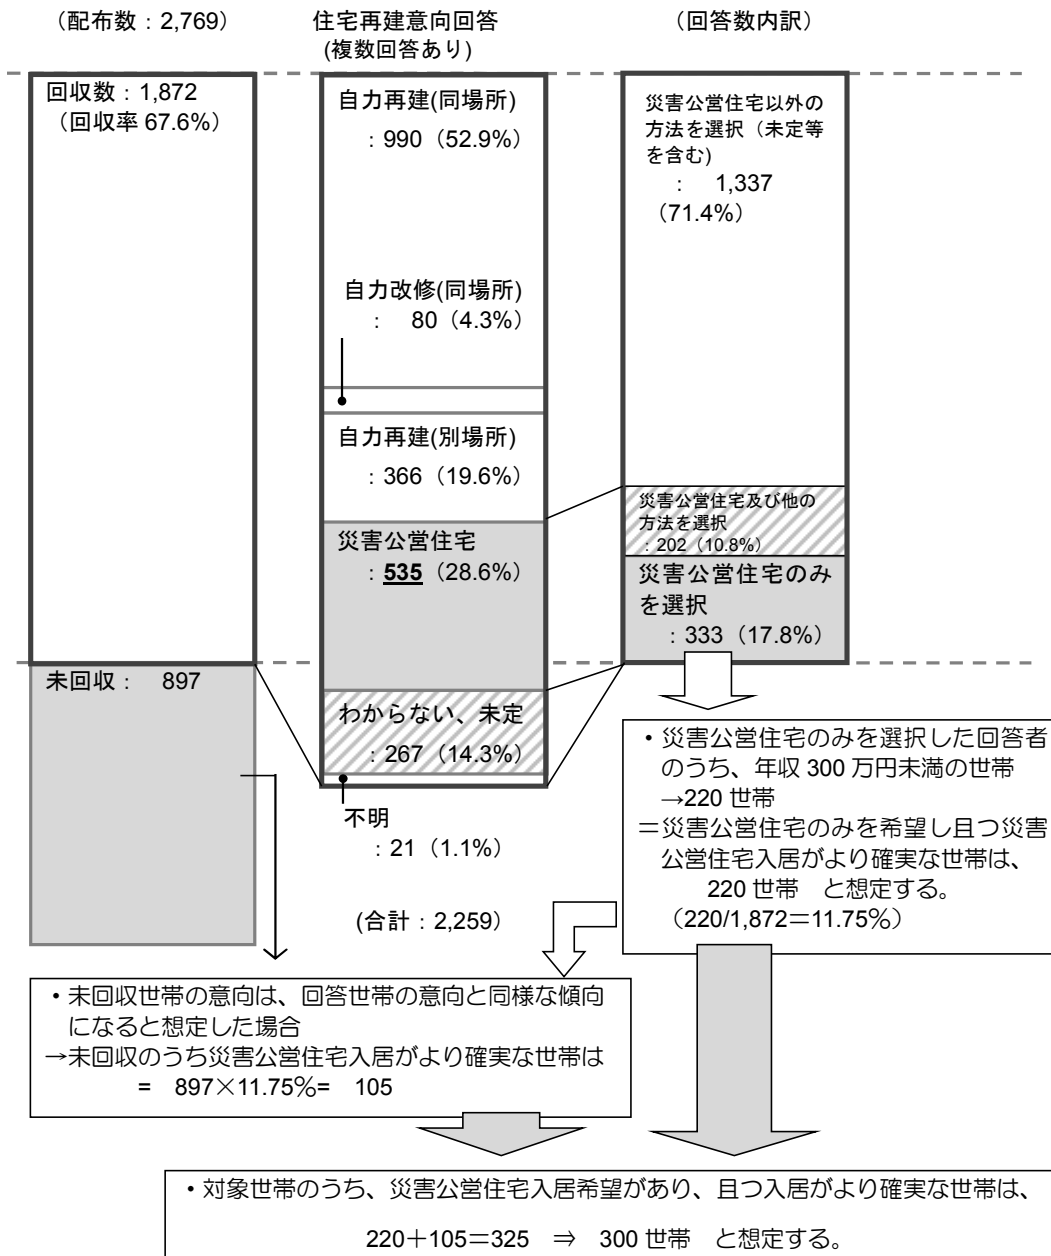 （配布数：2,769）
住宅再建意向回答
(複数回答あり)
（回答数内訳）
回収数：1,872
（回収率 67.6%）
未回収：　897
自力再建(同場所)
：990（52.9%）
自力改修(同場所)
：　80（4.3%）
自力再建(別場所)
：366（19.6%）
災害公営住宅
：535（28.6%）
わからない、未定
：267（14.3%）
不明
：21（1.1%）
(合計：2,259）
災害公営住宅以外の
方法を選択（未定等
を含む)
：　1,337
（71.4%）
災害公営住宅及び他の
方法を選択
：202（10.8%）
災害公営住宅のみ
を選択
：333（17.8%）
・災害公営住宅のみを選択した回答者
のうち、年収 300 万円未満の世帯
→220 世帯
＝災害公営住宅のみを希望し且つ災害
公営住宅入居がより確実な世帯は、
220 世帯　と想定する。
（220/1,872＝11.75%）
・未回収世帯の意向は、回答世帯の意向と同様な傾向
になると想定した場合
→未回収のうち災害公営住宅入居がより確実な世帯は
=　897×11.75%=　105
・対象世帯のうち、災害公営住宅入居希望があり、且つ入居がより確実な世帯は、
220＋105＝325　⇒　300 世帯　と想定する。